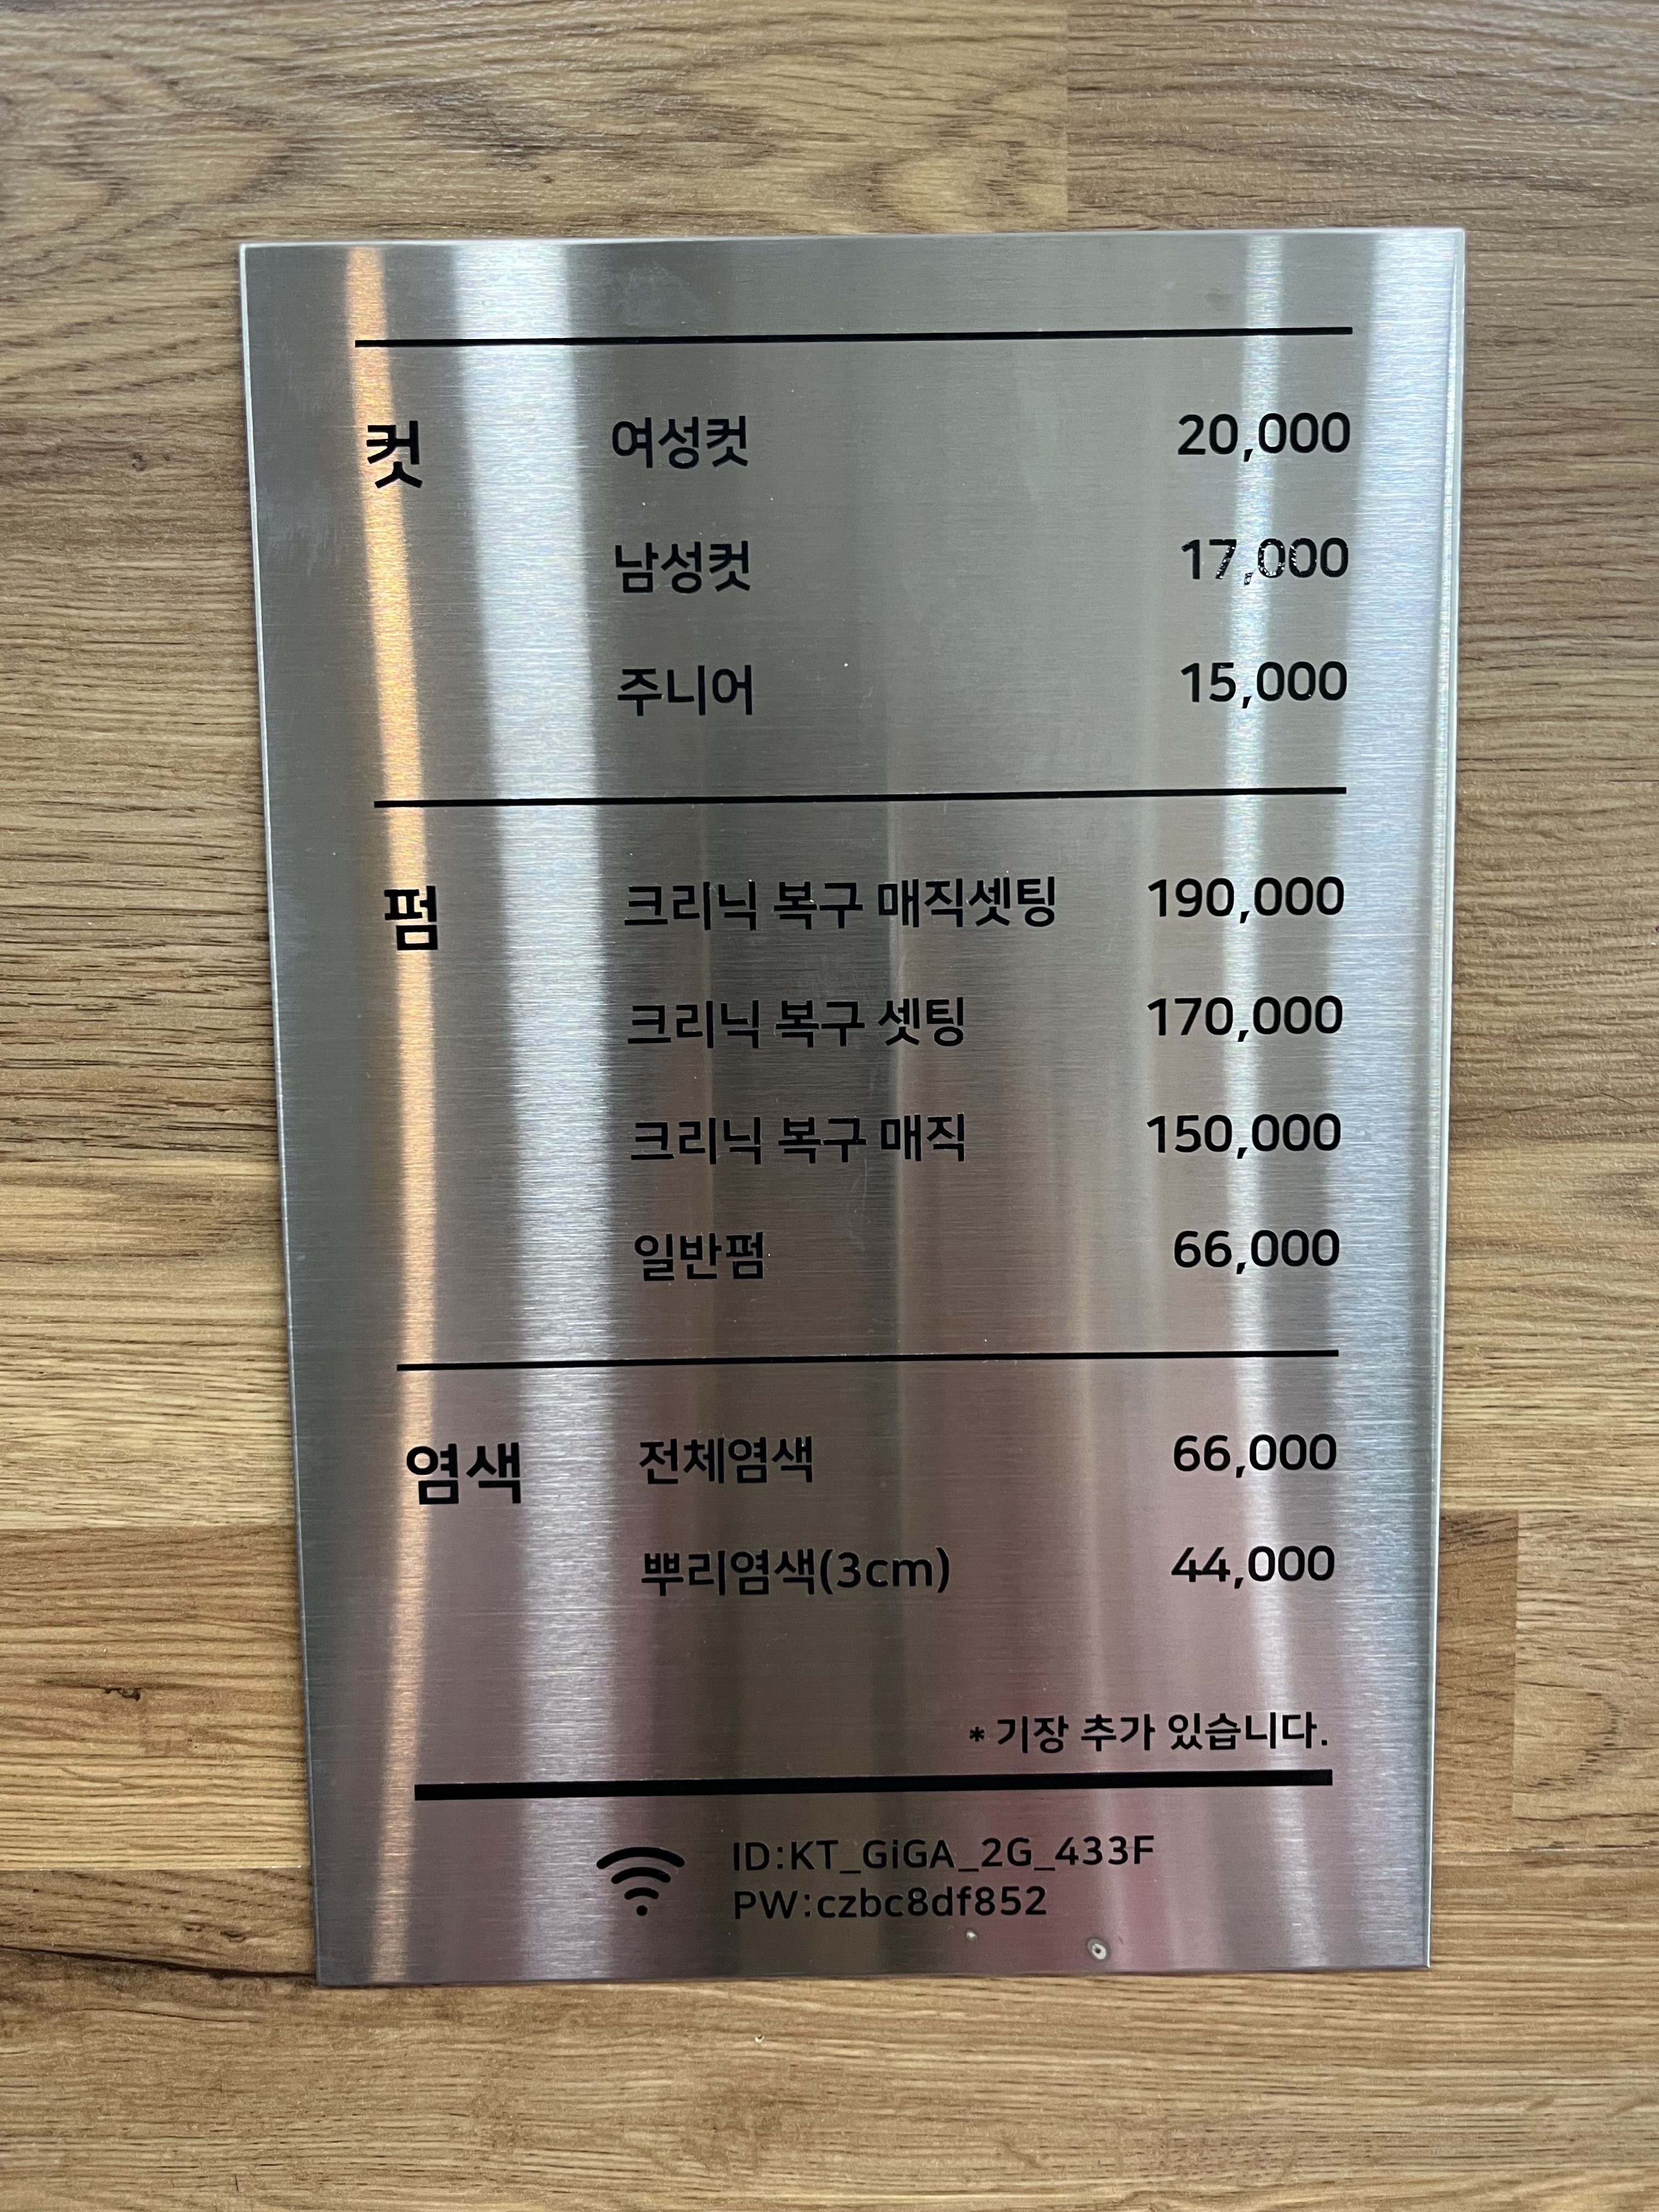 컷 여성컷 20,000
남성컷 17,000
주니어 15,000
펌 크리닉 복구 매직셋팅 190,000
크리닉 복구 셋팅 170,000
크리닉 복구 매직 150,000
일반펌 66,000
염색 전체염색 66,000
뿌리염색(3cm) 44,000
* 기장 추가 있습니다.
ID:KT_GiGA_2G_433F
PW:czbc8df852